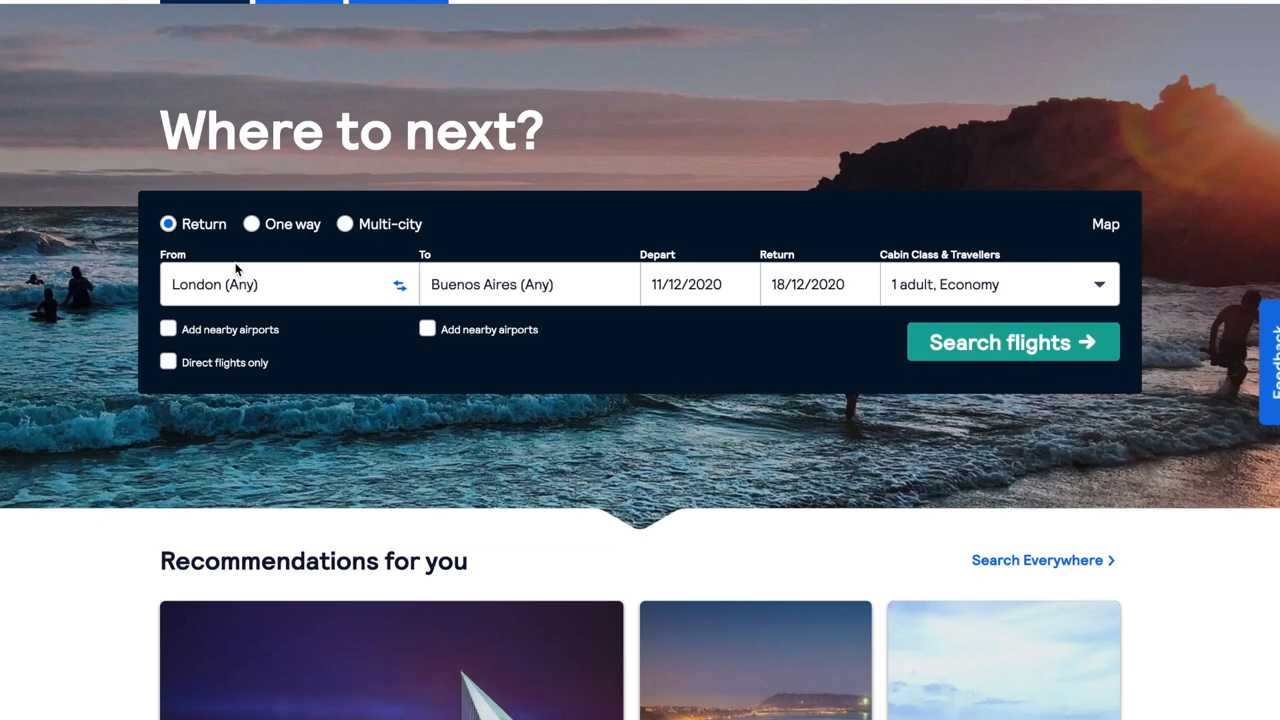 Where to next?
Return One way Multi-city Map
From To Depart Return Cabin Class & Travellers
London (Any) Buenos Aires (Any) 11/12/2020 18/12/2020 1 adult, Economy
Add nearby airports Add nearby airports Search flights →
Direct flights only
Feedback
Recommendations for you Search Everywhere >